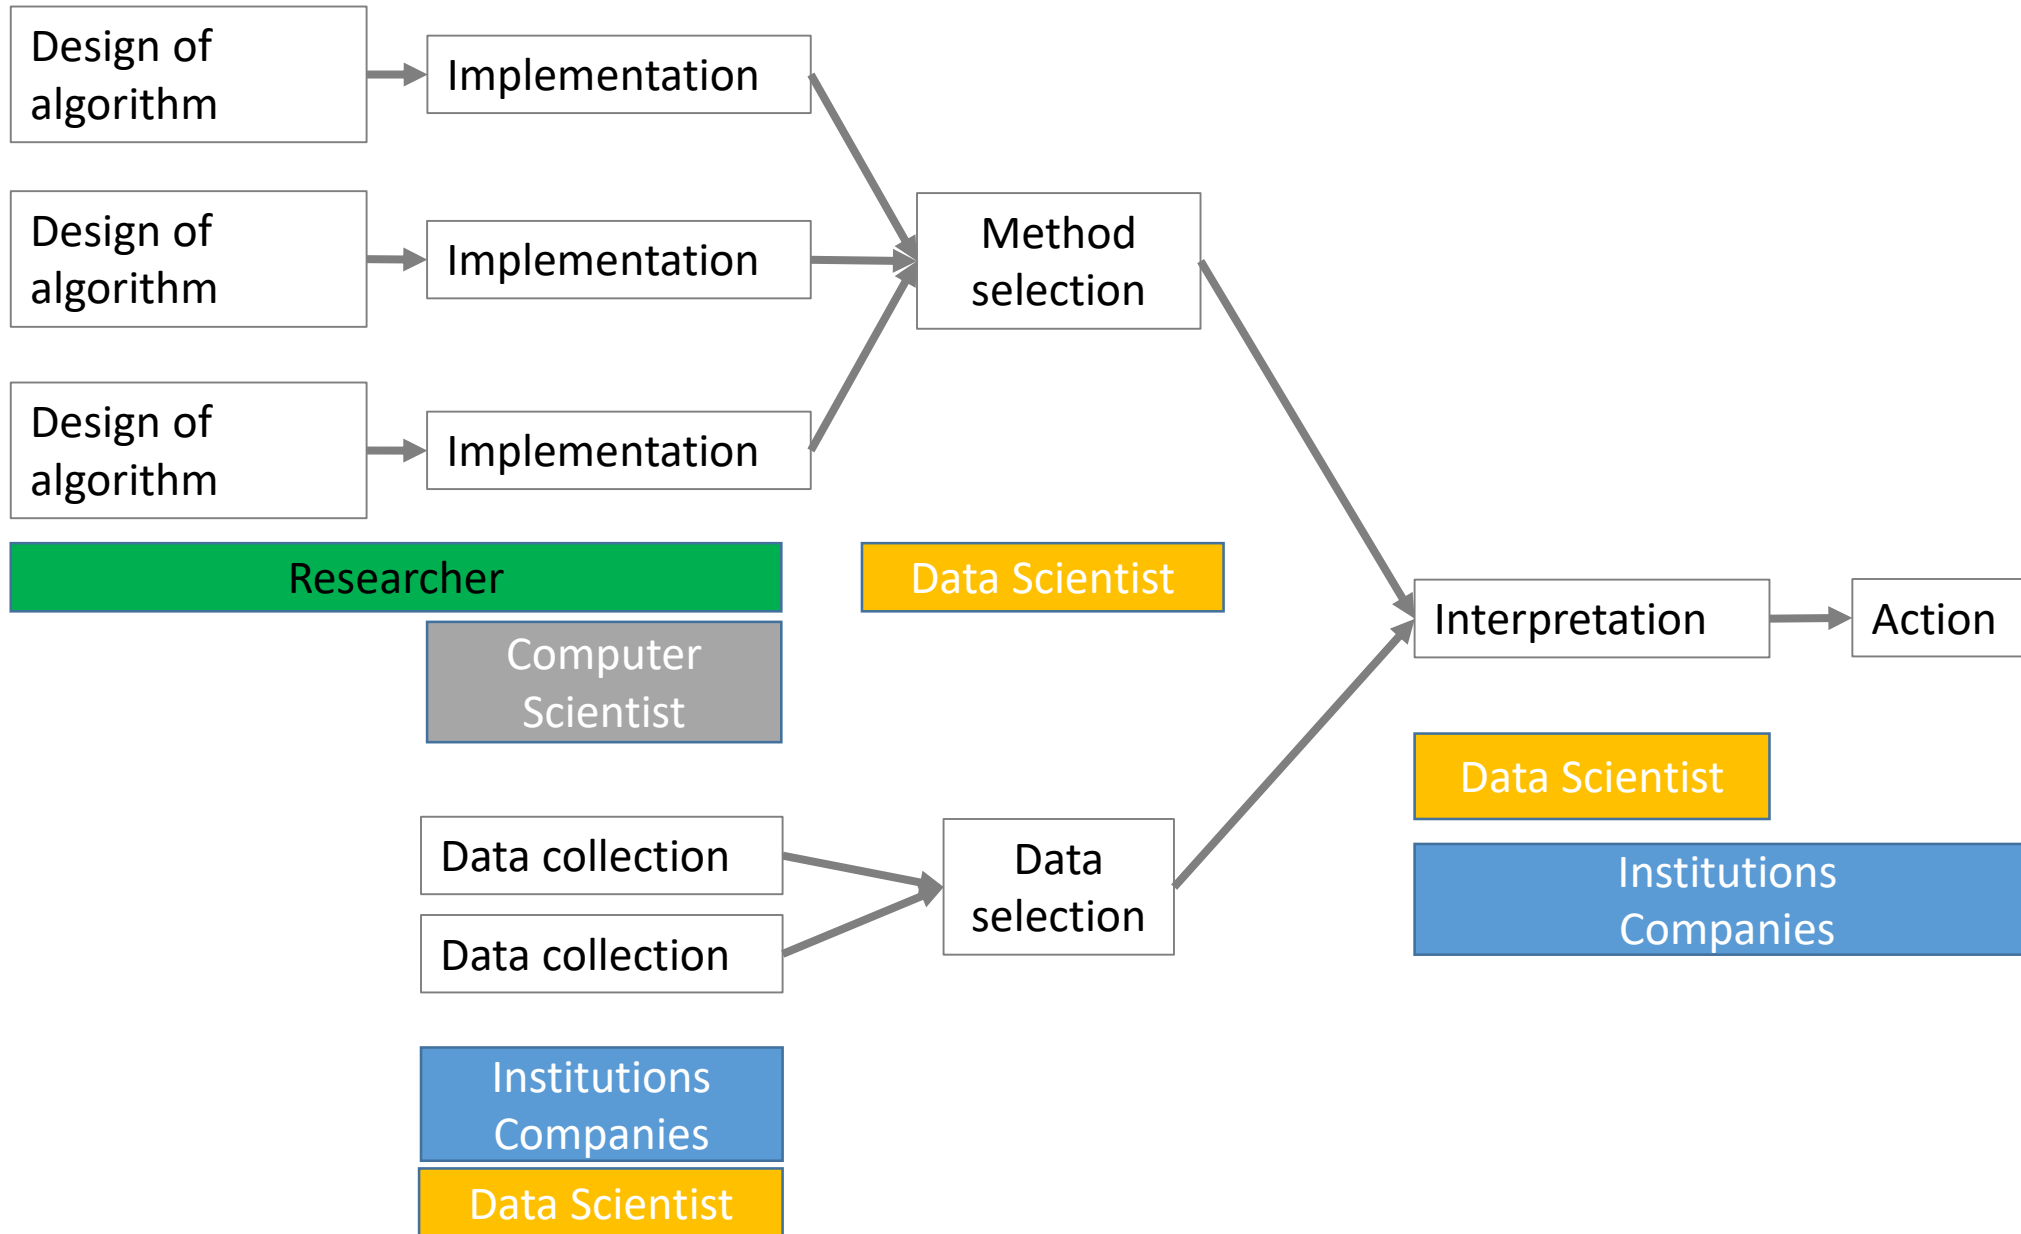 Design of
algorithm
Implementation
Design of
algorithm
Implementation
Method
selection
Design of
algorithm
Implementation
Researcher
Data Scientist
Computer
Scientist
Interpretation
Action
Data Scientist
Data collection
Data collection
Data
selection
Institutions
Companies
Institutions
Companies
Data Scientist